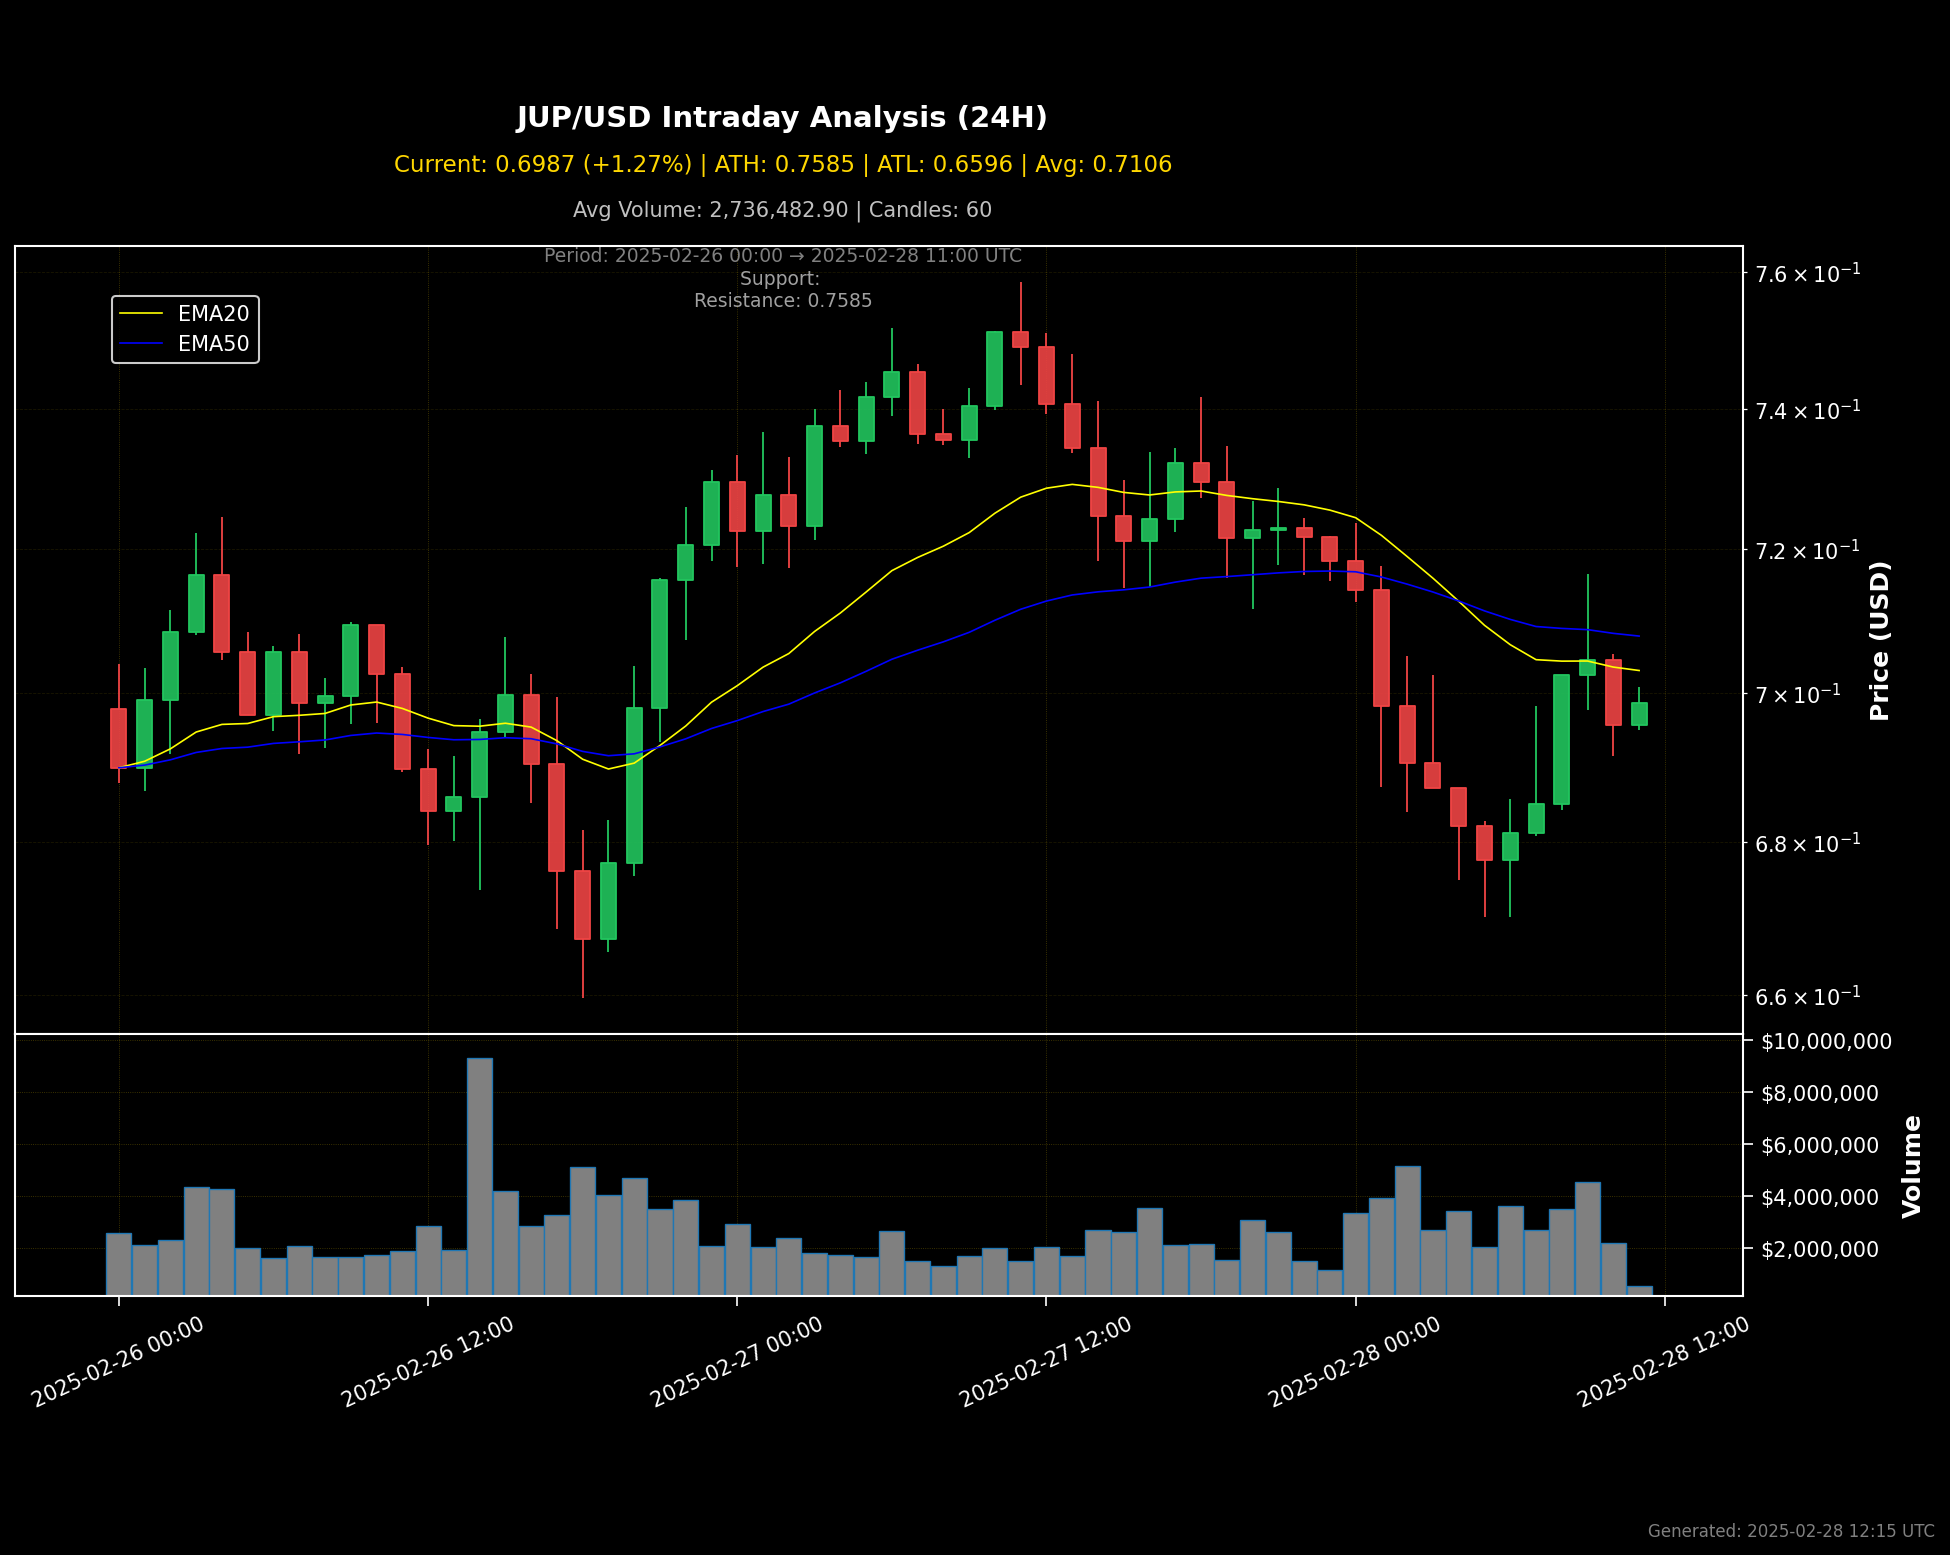 JUP/USD Intraday Analysis (24H)
Current: 0.6987 (+1.27%) | ATH: 0.7585 | ATL: 0.6596 | Avg: 0.7106
Avg Volume: 2,736,482.90 | Candles: 60
Period: 2025-02-26 00:00 → 2025-02-28 11:00 UTC
Support:
Resistance: 0.7585
EMA20
EMA50
7.6 × 10⁻¹
7.4 × 10⁻¹
7.2 × 10⁻¹
7 × 10⁻¹
6.8 × 10⁻¹
6.6 × 10⁻¹
Price (USD)
$10,000,000
$8,000,000
$6,000,000
$4,000,000
$2,000,000
Volume
2025-02-26 00:00
2025-02-26 12:00
2025-02-27 00:00
2025-02-27 12:00
2025-02-28 00:00
2025-02-28 12:00
Generated: 2025-02-28 12:15 UTC